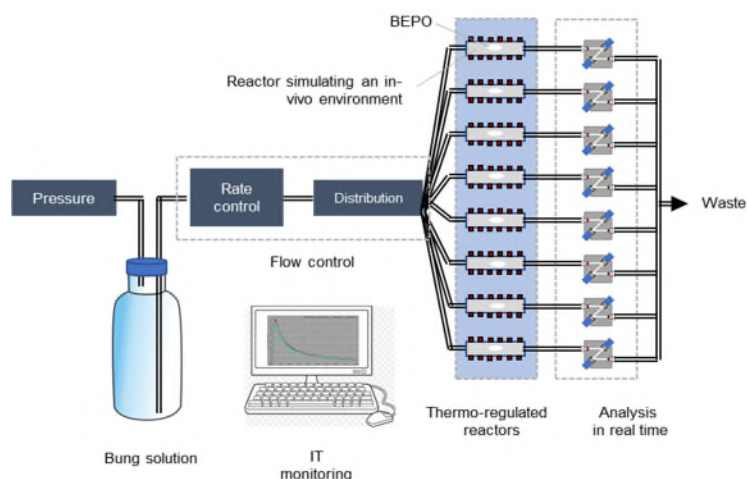 BEPO
Reactor simulating an in-
vivo environment
Pressure
Rate
control
Distribution
Waste
Flow control
Bung solution
IT
monitoring
Thermo-regulated
reactors
Analysis
in real time